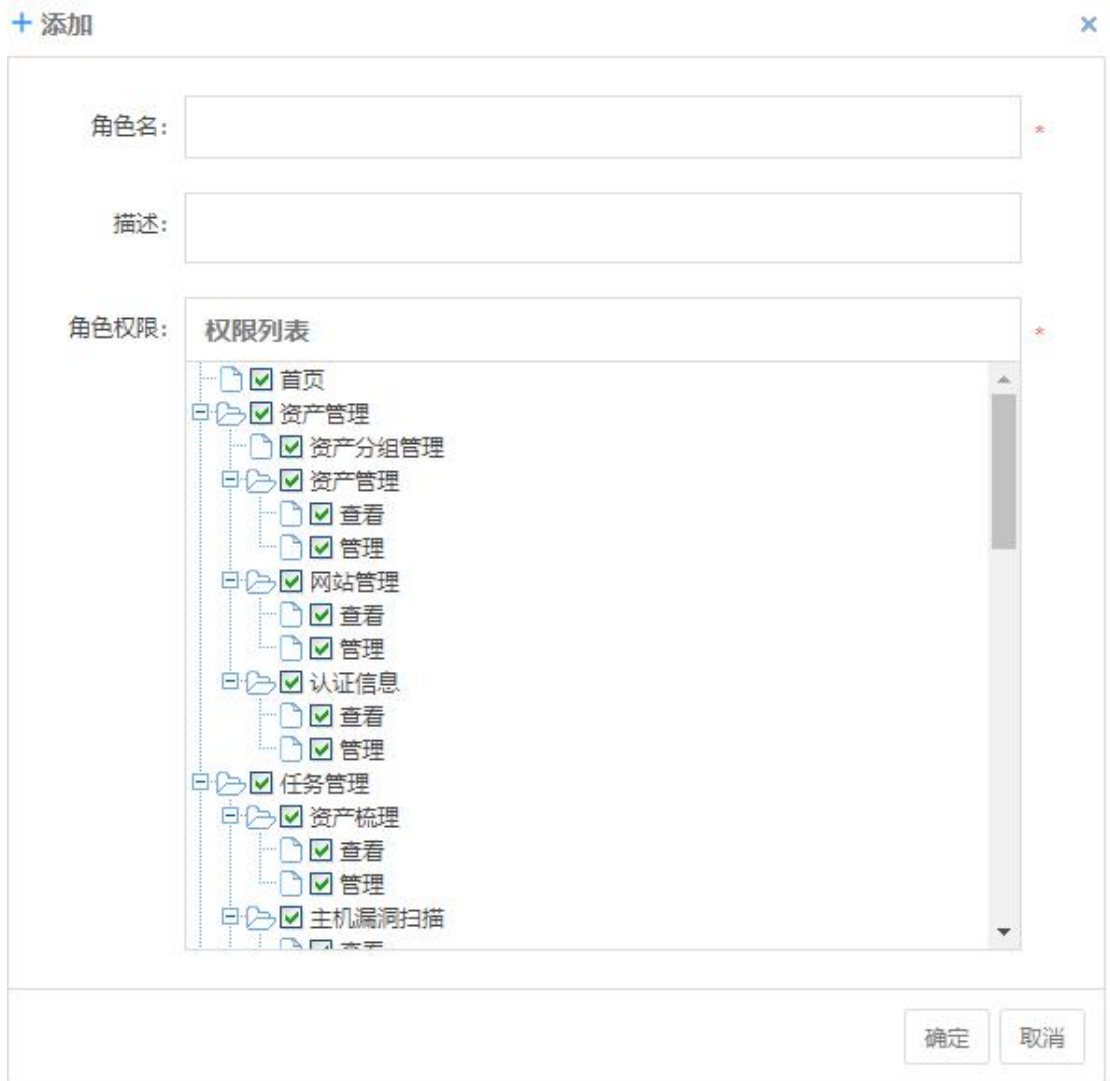 添加
角色名: *
描述:
角色权限: 权限列表 *
首页
资产管理
资产分组管理
资产管理
查看
管理
网站管理
查看
管理
认证信息
查看
管理
任务管理
资产梳理
查看
管理
主机漏洞扫描
确定 取消